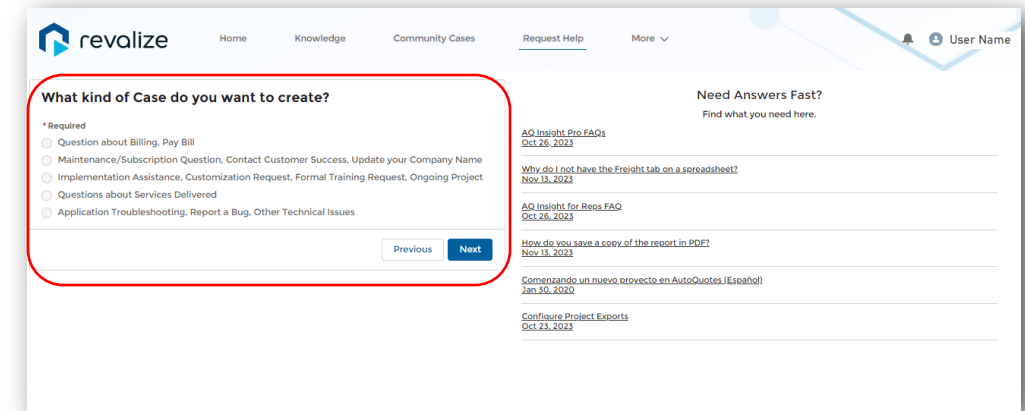 revalize
Home
Knowledge
Community Cases
Request Help
More
User Name
What kind of Case do you want to create?
* Required
Question about Billing, Pay Bill
Maintenance/Subscription Question, Contact Customer Success, Update your Company Name
Implementation Assistance, Customization Request, Formal Training Request, Ongoing Project
Questions about Services Delivered
Application Troubleshooting, Report a Bug, Other Technical Issues
Previous
Next
Need Answers Fast?
Find what you need here.
AQ Insight Pro FAQs
Oct 26, 2023
Why do I not have the Freight tab on a spreadsheet?
Nov 13, 2023
AQ Insight for Reps FAQ
Oct 26, 2023
How do you save a copy of the report in PDF?
Nov 13, 2023
Comenzando un nuevo proyecto en AutoQuotes (Español)
Jan 30, 2020
Configure Project Exports
Oct 23, 2023